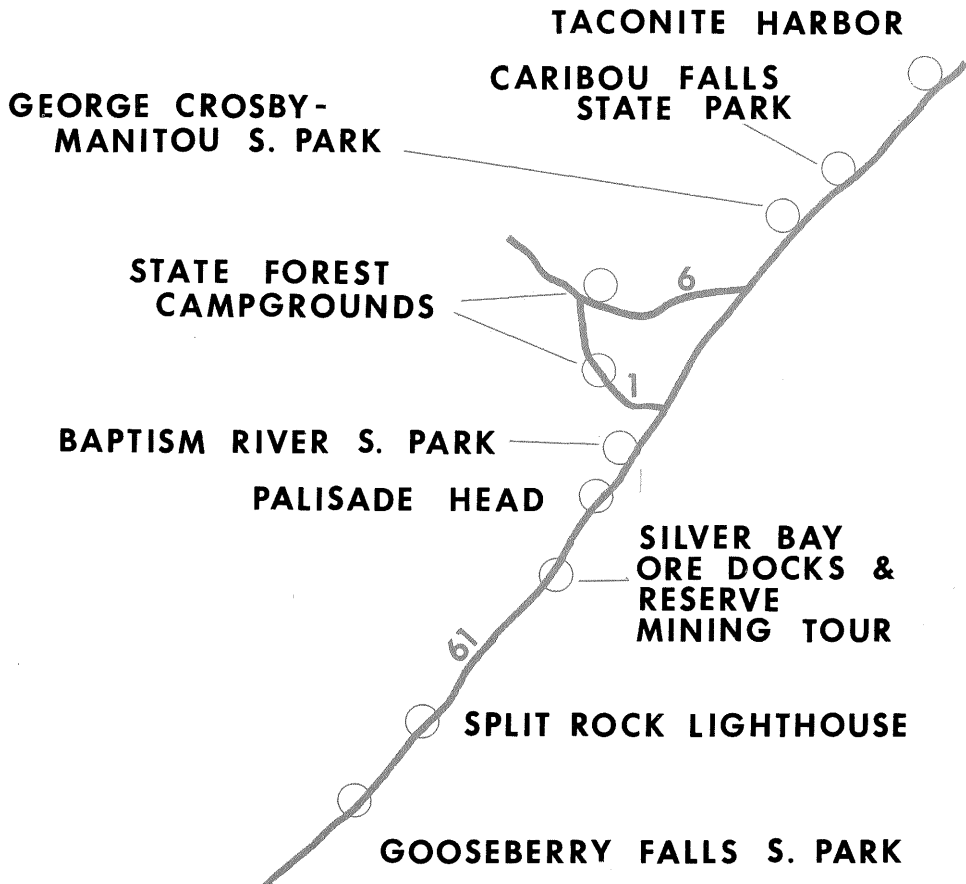 TACONITE HARBOR
CARIBOU FALLS
STATE PARK
GEORGE CROSBY-
MANITOU S. PARK
STATE FOREST
CAMPGROUNDS
6
1
BAPTISM RIVER S. PARK
PALISADE HEAD
SILVER BAY
ORE DOCKS &
RESERVE
MINING TOUR
61
SPLIT ROCK LIGHTHOUSE
GOOSEBERRY FALLS S. PARK